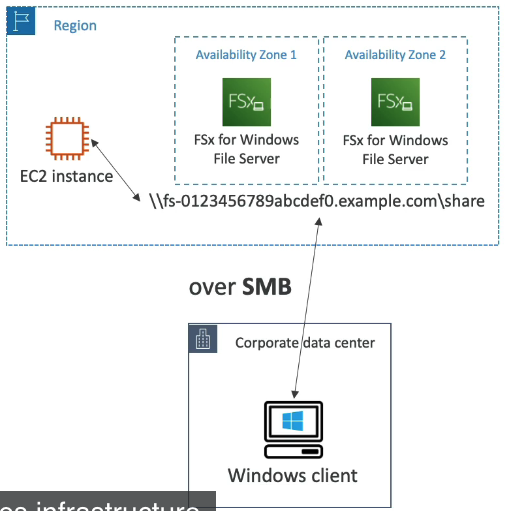 Region
Availability Zone 1
Availability Zone 2
FSx
FSx
FSx for Windows
File Server
FSx for Windows
File Server
EC2 instance
\\fs-0123456789abcdef0.example.com\share
over SMB
Corporate data center
Windows client
infrastructure